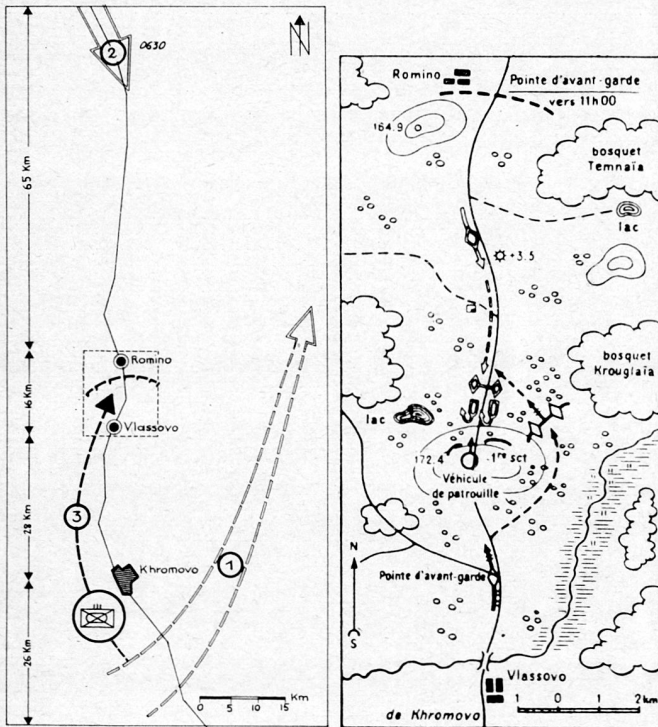 N
2
0630
65 Km
Romino
46 Km
Vlassovo
28 Km
3
1
Khromovo
26 Km
0 5 10 15 Km
Romino
Pointe d'avant-garde
vers 11h00
164.9
bosquet
Temnaïa
lac
+3.5
bosquet
Krouglaïa
lac
172.4
1re sct
Véhicule
de patrouille
N
Pointe d'avant-garde
S
Vlassovo
de Khromovo
1 0 1 2 km